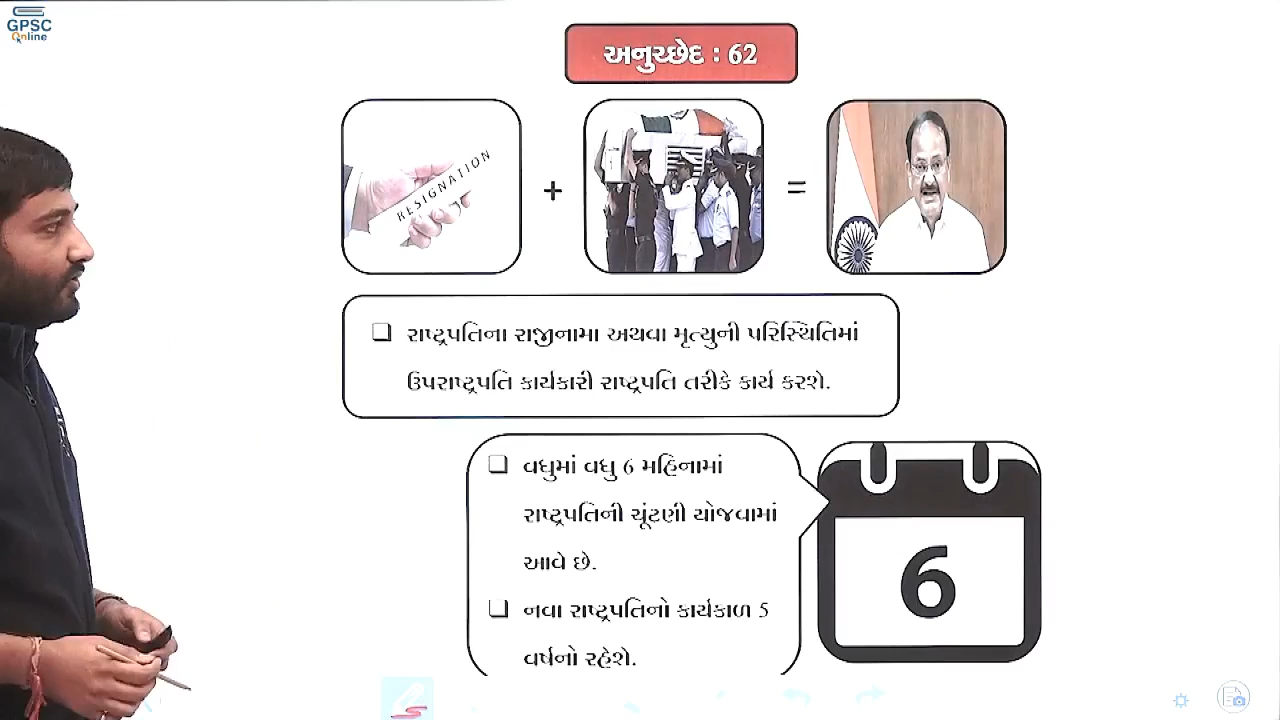 GPSC
Online
અનુચ્છેદ : 62
RESIGNATION
❑ રાષ્ટ્રપતિના રાજીનામા અથવા મૃત્યુની પરિસ્થિતિમાં
ઉપરાષ્ટ્રપતિ કાર્યકારી રાષ્ટ્રપતિ તરીકે કાર્ય કરશે.
❑ વધુમાં વધુ 6 મહિનામાં
રાષ્ટ્રપતિની ચૂંટણી યોજવામાં
આવે છે.
❑ નવા રાષ્ટ્રપતિનો કાર્યકાળ 5
વર્ષનો રહેશે.
6